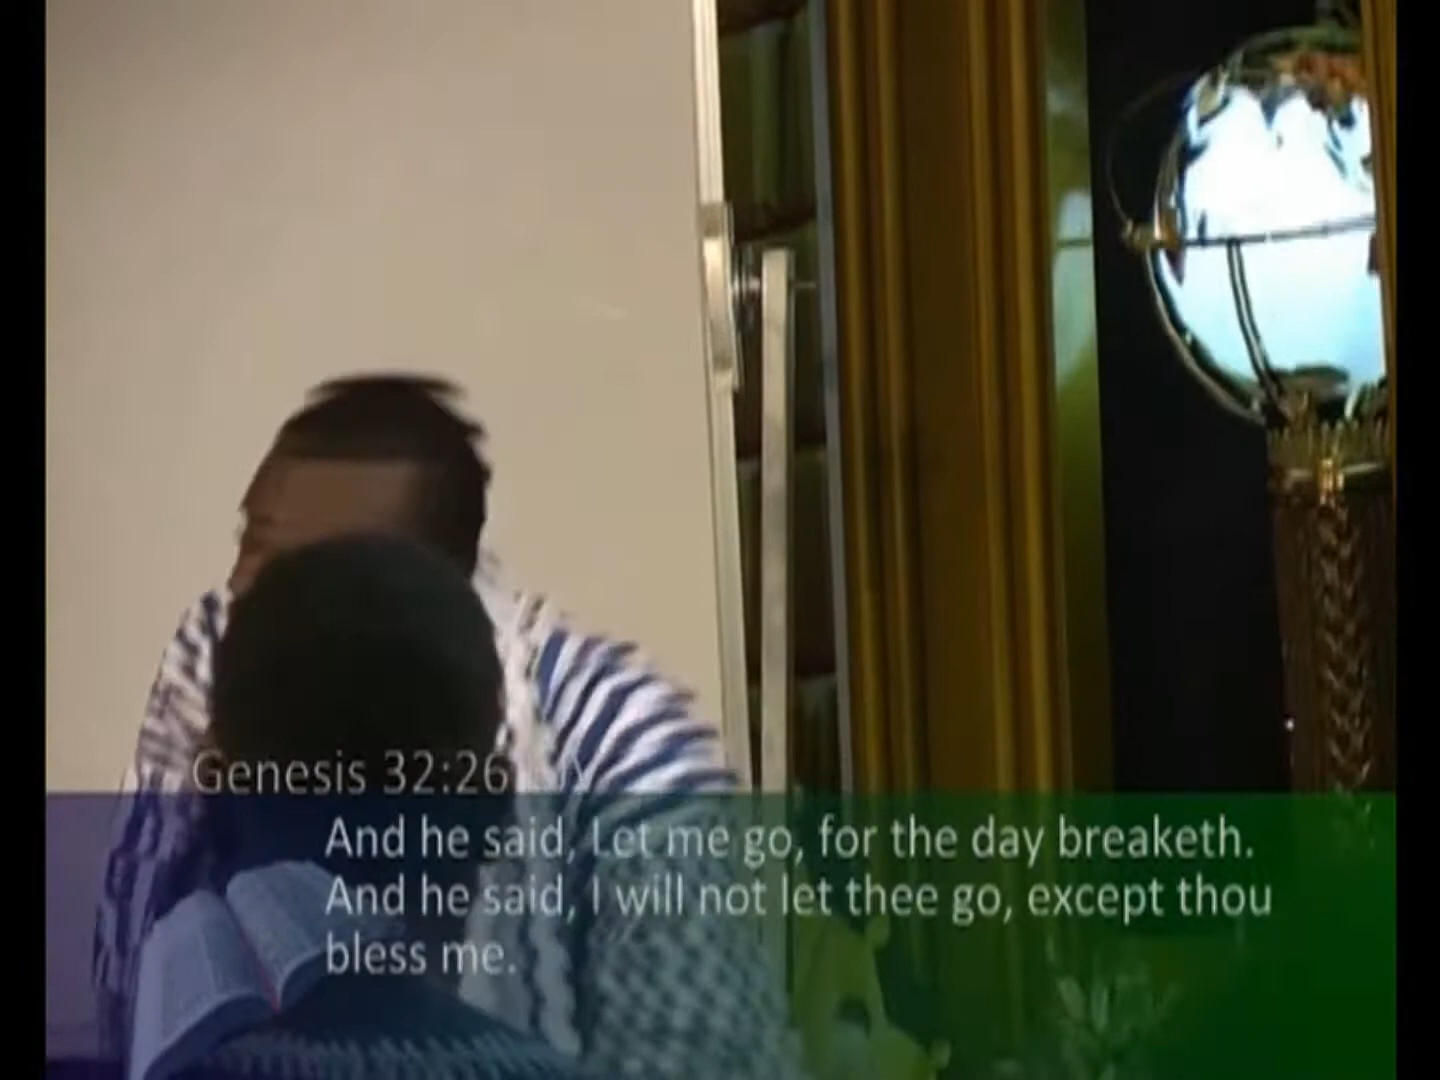 Genesis 32:26
And he said, Let me go, for the day breaketh.
And he said, I will not let thee go, except thou
bless me.